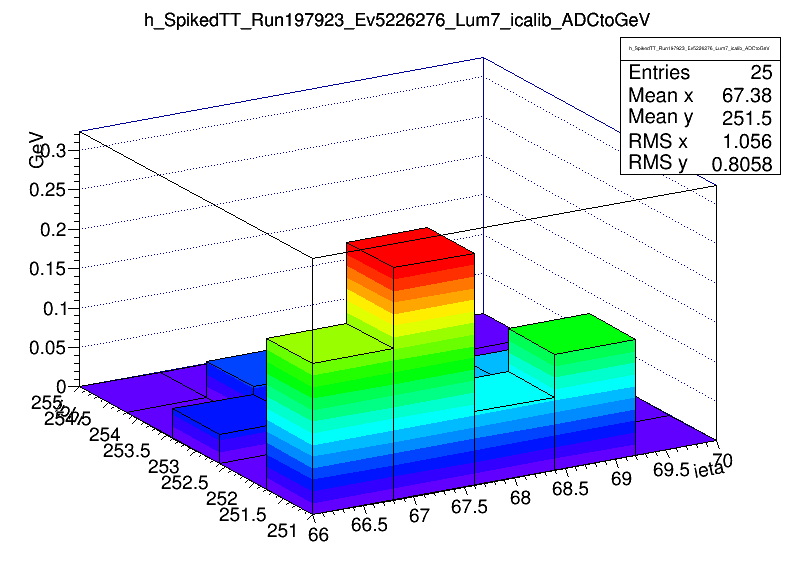 h_SpikedTT_Run197923_Ev5226276_Lum7_icalib_ADCtoGeV
h_SpikedTT_Run197923_Ev5226276_Lum7_icalib_ADCtoGeV
Entries 25
Mean x 67.38
Mean y 251.5
RMS x 1.056
RMS y 0.8058
GeV
0.3
0.25
0.2
0.15
0.1
0.05
0
255
254.5
254
253.5
253
252.5
252
251.5
251
66
66.5
67
67.5
68
68.5
69
69.5
70
ieta